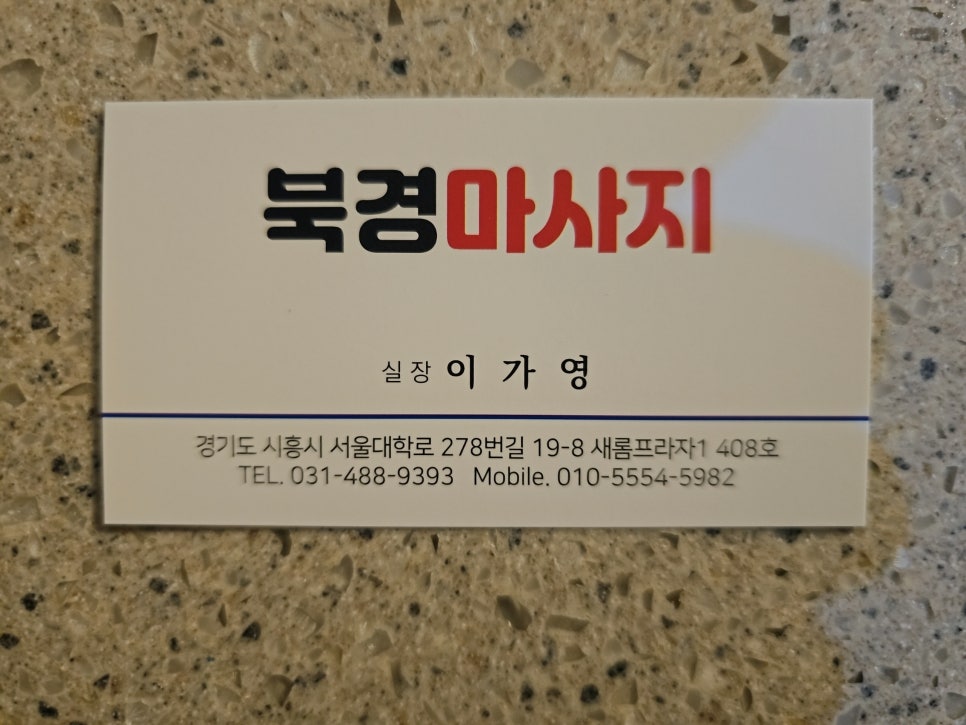 북경마사지
실장 이가영
경기도 시흥시 서울대학로 278번길 19-8 새롬프라자1 408호
TEL. 031-488-9393 Mobile. 010-5554-5982